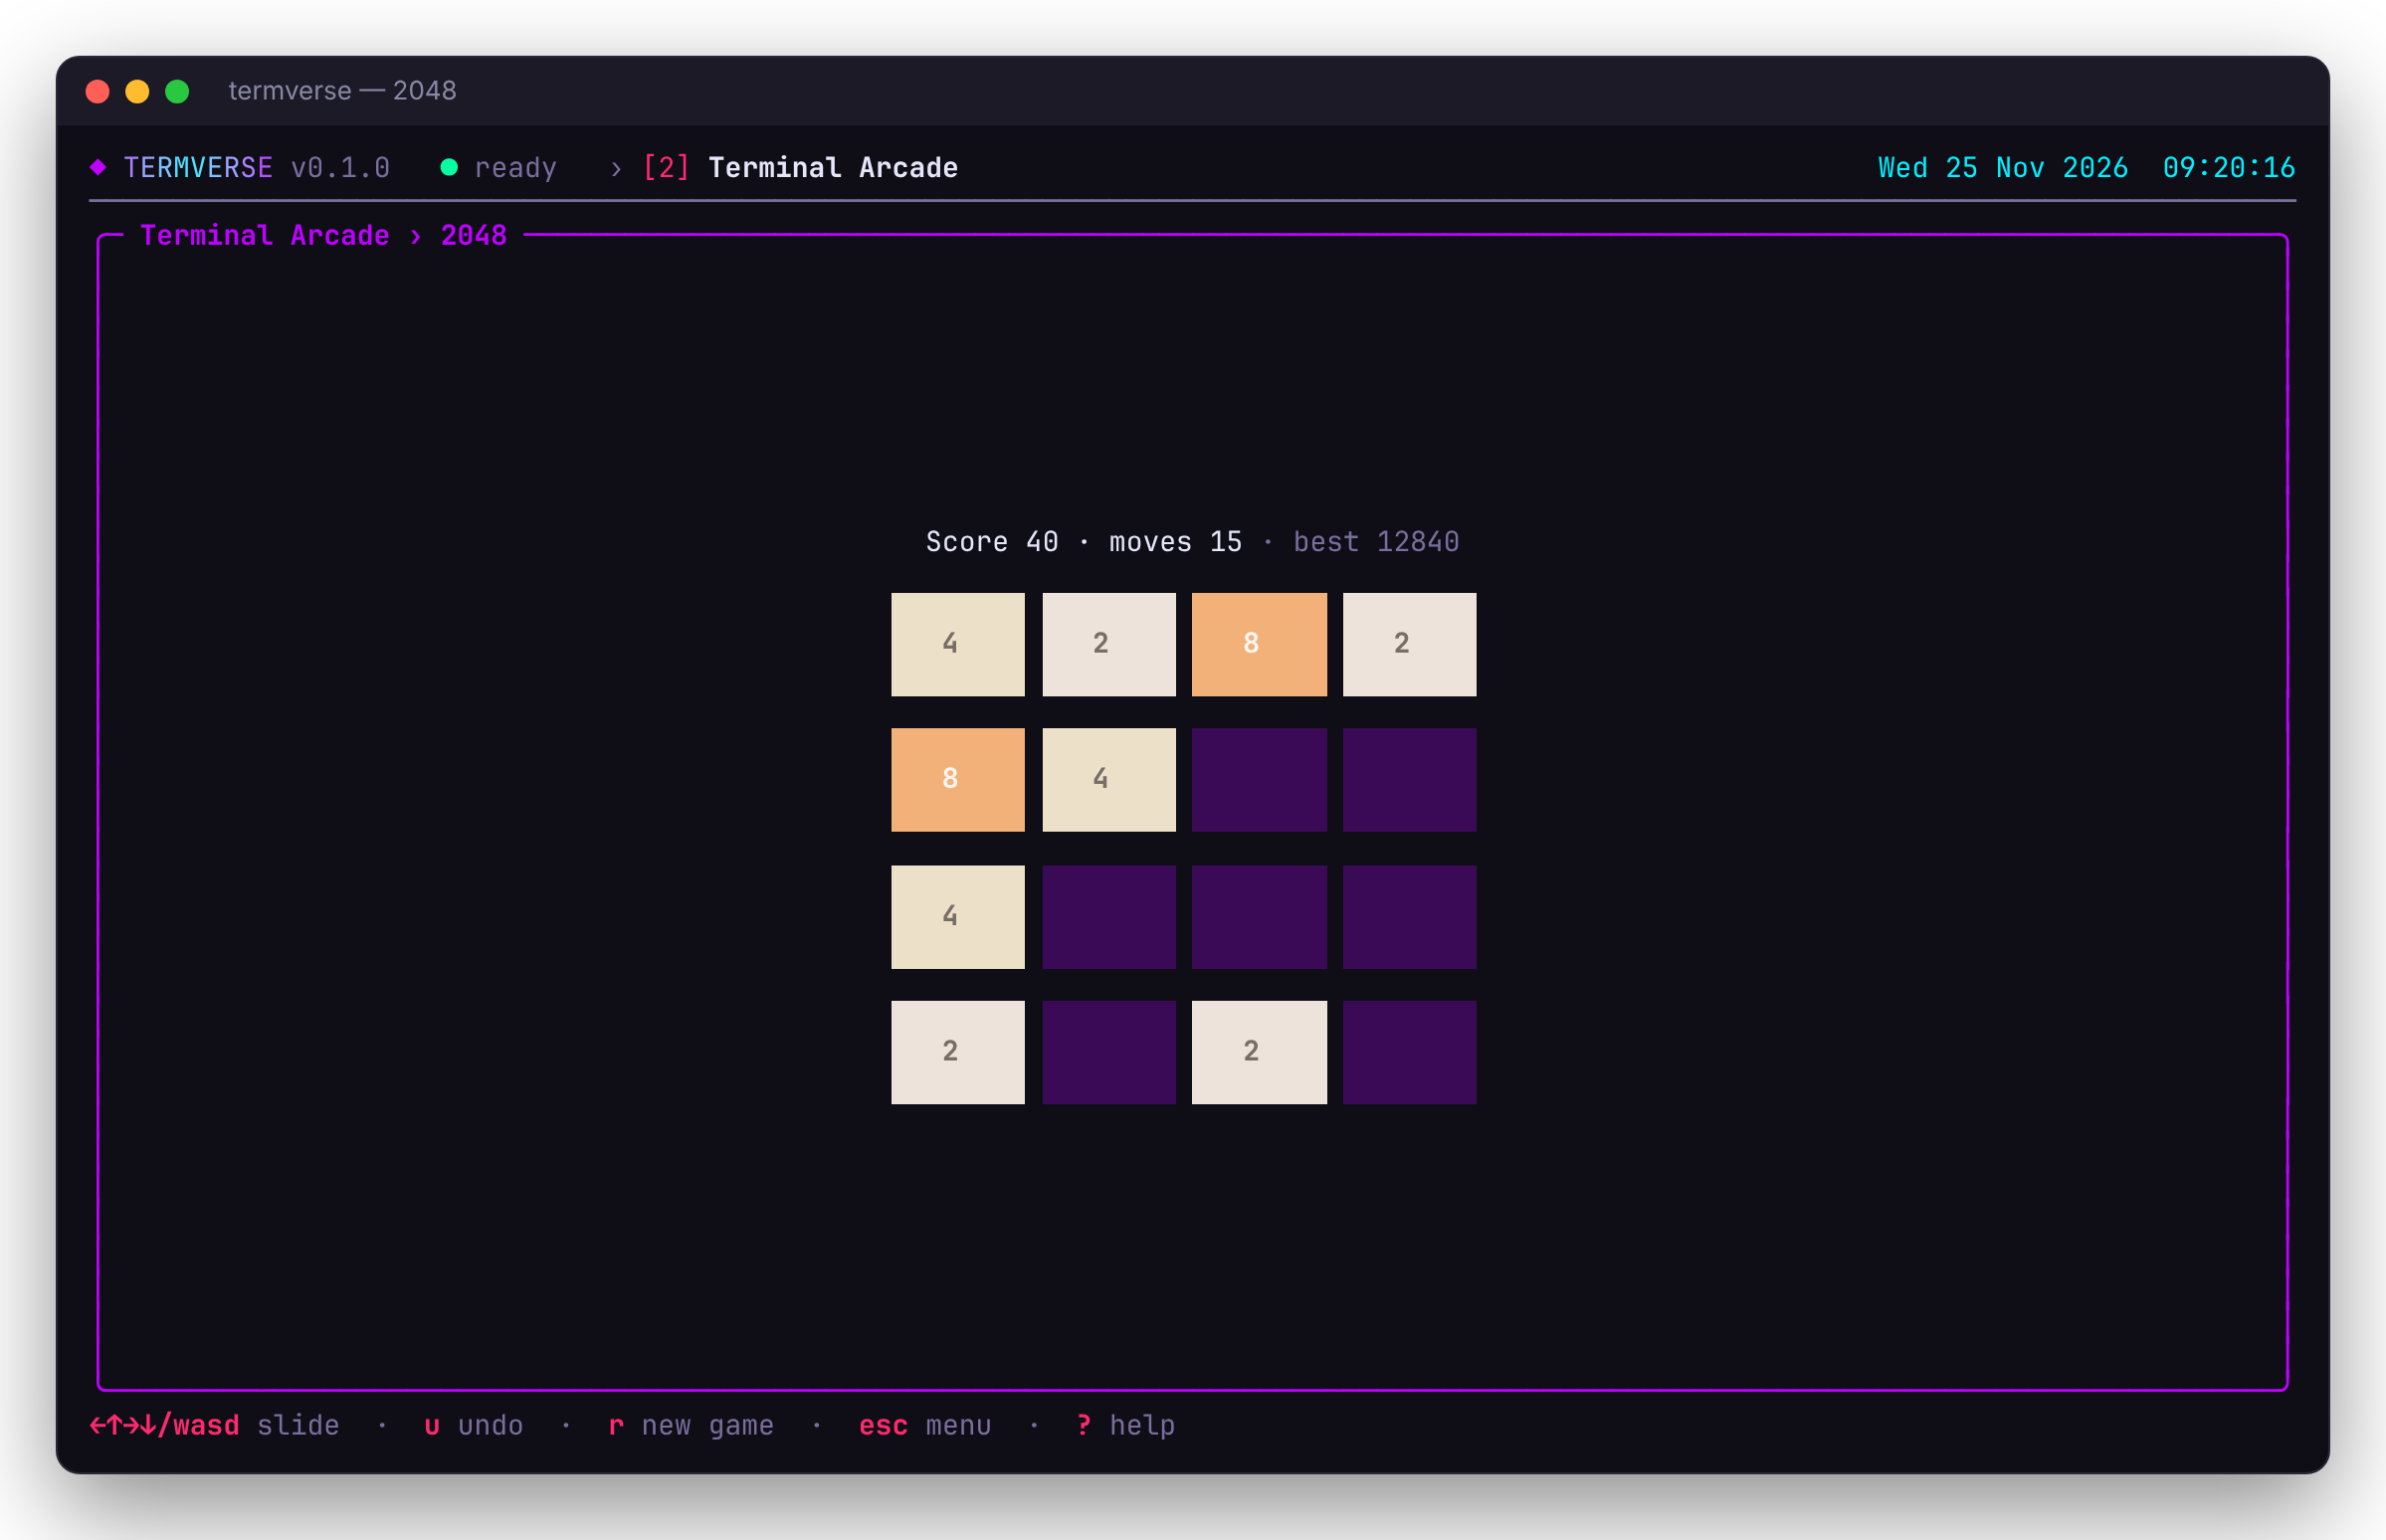 termverse — 2048
◆ TERMVERSE v0.1.0 ● ready › [2] Terminal Arcade Wed 25 Nov 2026 09:20:16
Terminal Arcade › 2048
Score 40 · moves 15 · best 12840
4 2 8 2
8 4
4
2 2
←↑→↓/wasd slide · u undo · r new game · esc menu · ? help